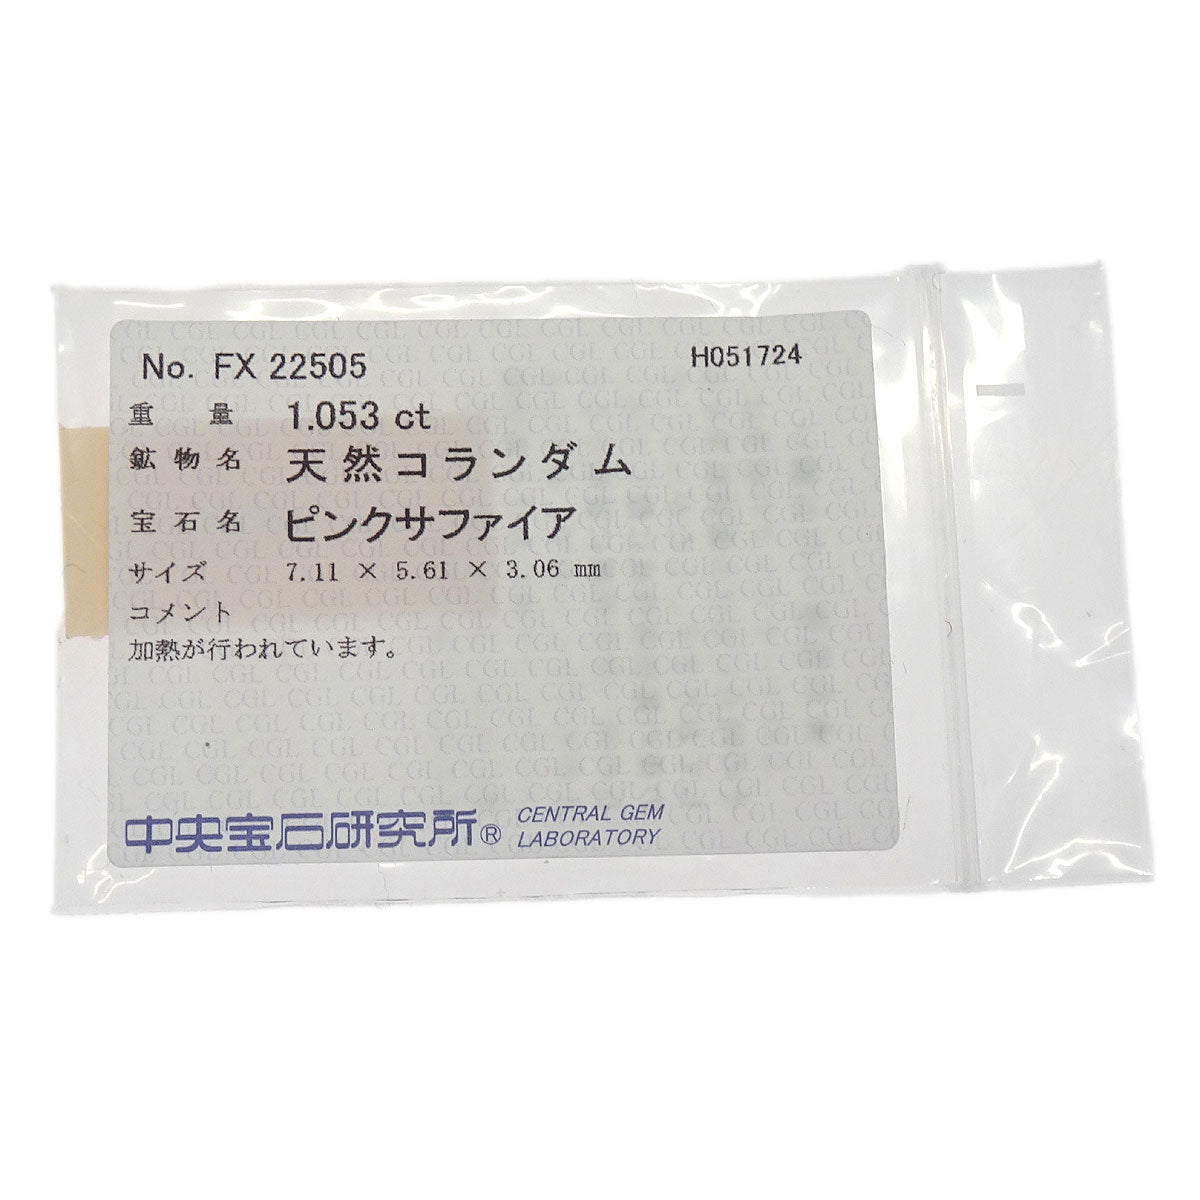 No. FX 22505 H051724
重量 1.053 ct
鉱物名 天然コランダム
宝石名 ピンクサファイア
サイズ 7.11 × 5.61 × 3.06 mm
コメント
加熱が行われています。
中央宝石研究所® CENTRAL GEM
LABORATORY